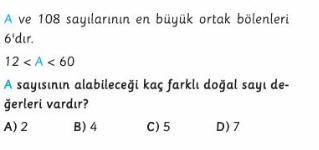 A ve 108 sayılarının en büyük ortak bölenleri
6'dır.
12 < A < 60
A sayısının alabileceği kaç farklı doğal sayı de-
ğerleri vardır?
A) 2 B) 4 C) 5 D) 7